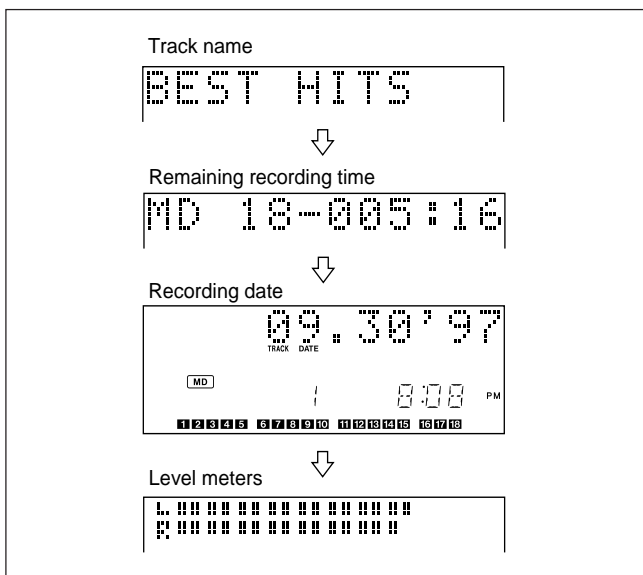 Track name
BEST HITS
Remaining recording time
MD 18-005:16
Recording date
09.30'97
TRACK DATE
MD 1 8:08 PM
1 2 3 4 5 6 7 8 9 10 11 12 13 14 15 16 17 18
Level meters
L
R